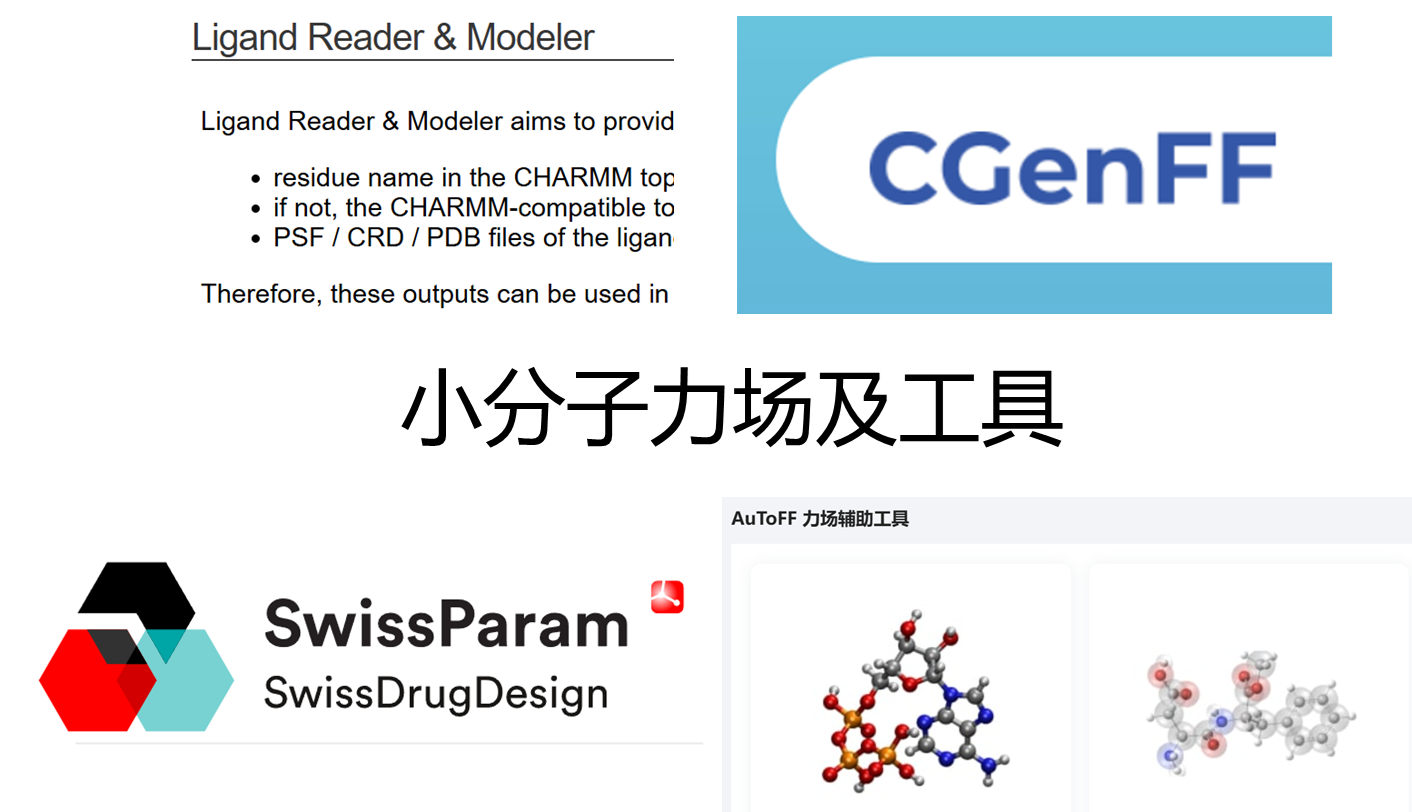 Ligand Reader & Modeler
Ligand Reader & Modeler aims to provid
residue name in the CHARMM top
if not, the CHARMM-compatible to
PSF / CRD / PDB files of the ligan
Therefore, these outputs can be used in
CGenFF
小分子力场及工具
SwissParam
SwissDrugDesign
AuToFF 力场辅助工具